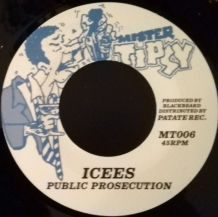 MISTER
TIPSY
PRODUCED BY
BLACKBEARD
DISTRIBUTED BY
PATATE REC.
MT006
45RPM
ICEES
PUBLIC PROSECUTION